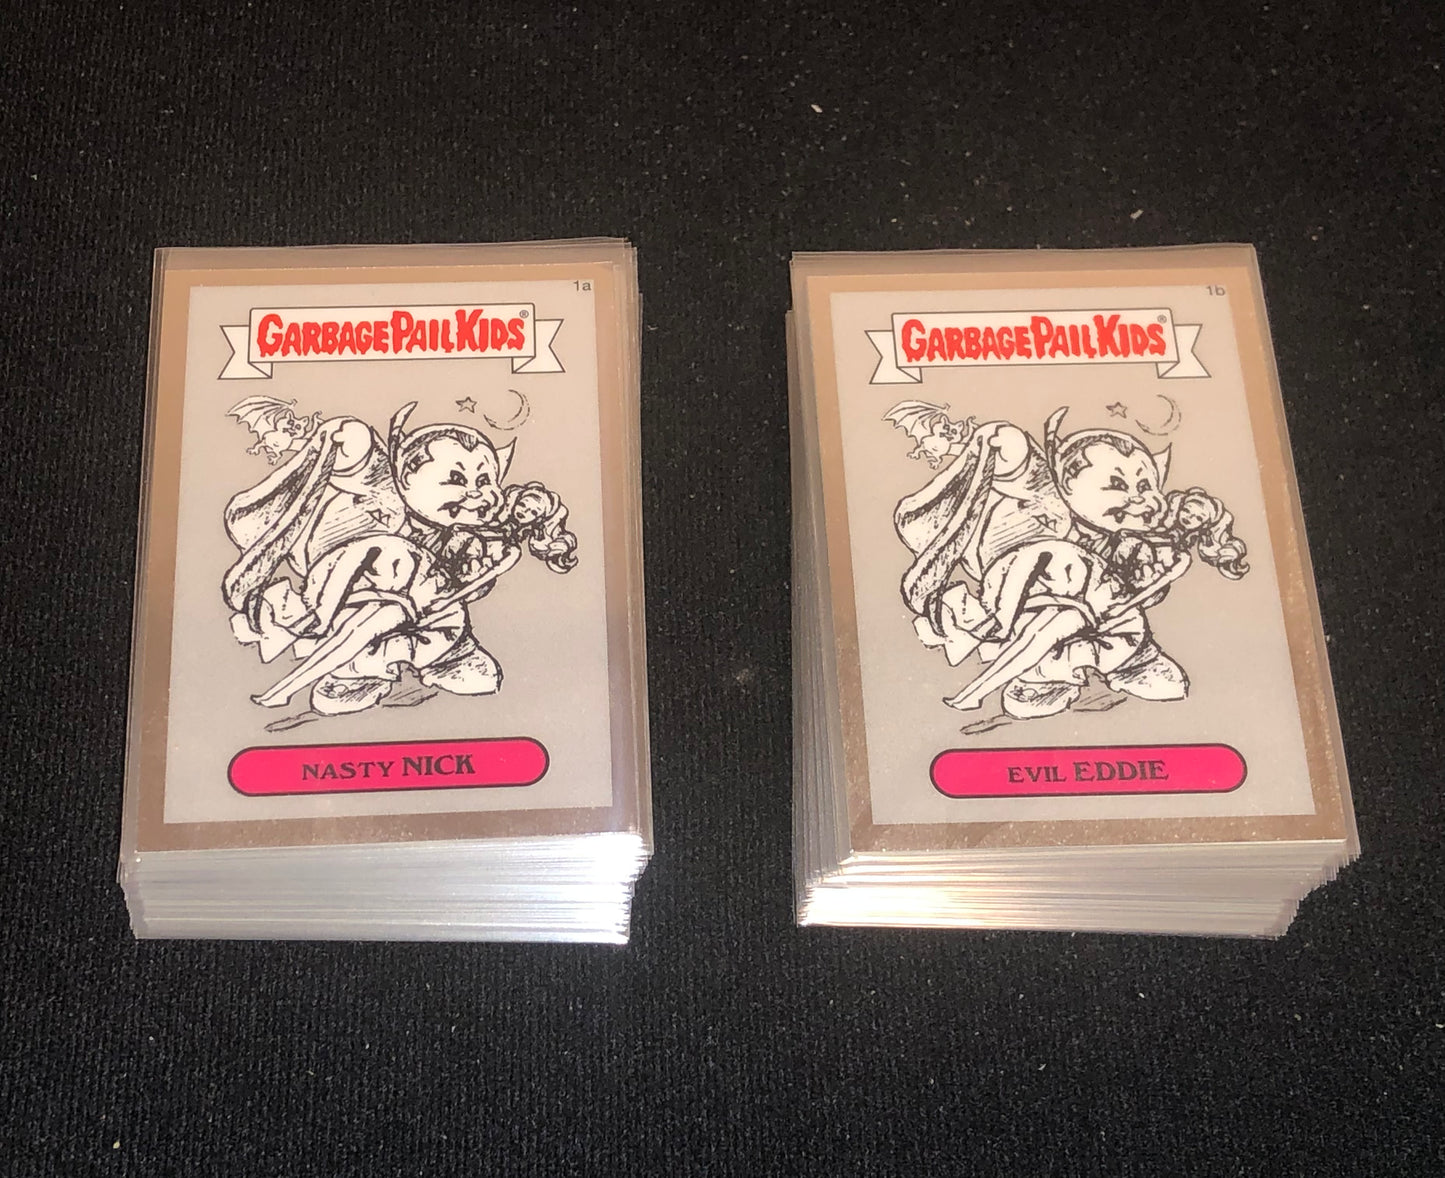 1a
GARBAGE PAIL KIDS®
NASTY NICK
1b
GARBAGE PAIL KIDS®
EVIL EDDIE